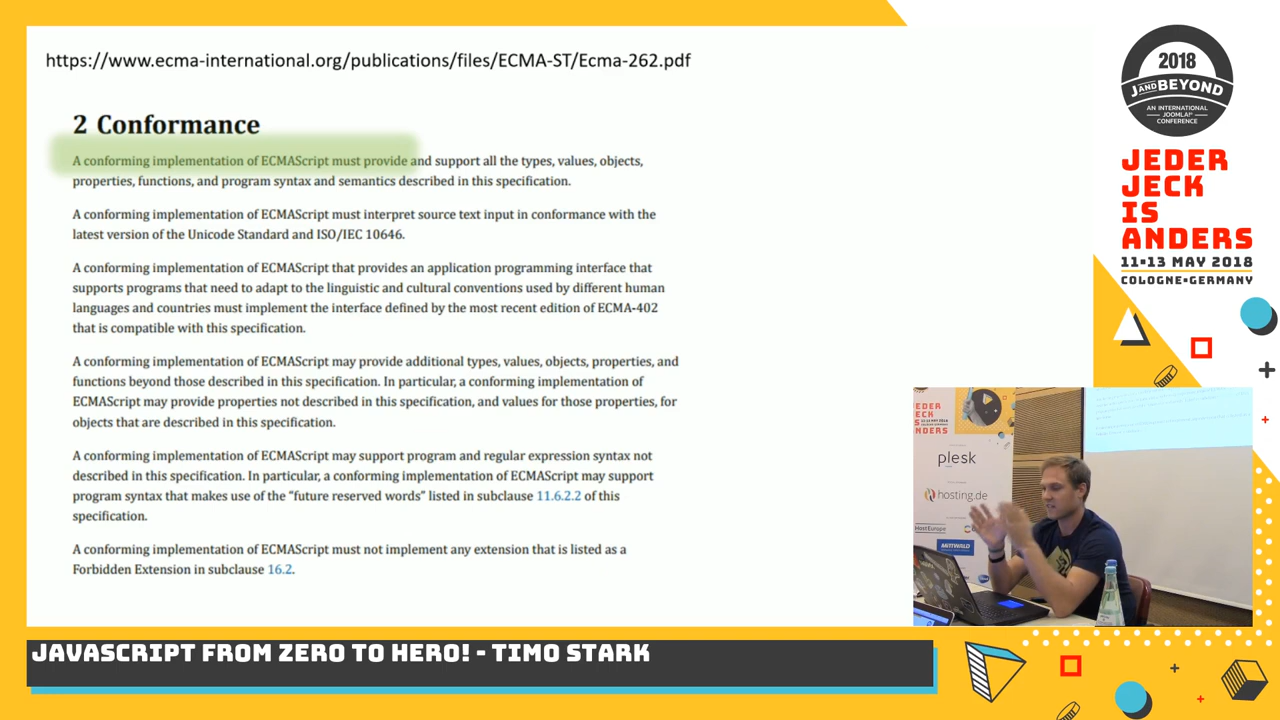 https://www.ecma-international.org/publications/files/ECMA-ST/Ecma-262.pdf
2 Conformance
A conforming implementation of ECMAScript must provide and support all the types, values, objects,
properties, functions, and program syntax and semantics described in this specification.
A conforming implementation of ECMAScript must interpret source text input in conformance with the
latest version of the Unicode Standard and ISO/IEC 10646.
A conforming implementation of ECMAScript that provides an application programming interface that
supports programs that need to adapt to the linguistic and cultural conventions used by different human
languages and countries must implement the interface defined by the most recent edition of ECMA-402
that is compatible with this specification.
A conforming implementation of ECMAScript may provide additional types, values, objects, properties, and
functions beyond those described in this specification. In particular, a conforming implementation of
ECMAScript may provide properties not described in this specification, and values for those properties, for
objects that are described in this specification.
A conforming implementation of ECMAScript may support program and regular expression syntax not
described in this specification. In particular, a conforming implementation of ECMAScript may support
program syntax that makes use of the “future reserved words” listed in subclause 11.6.2.2 of this
specification.
A conforming implementation of ECMAScript must not implement any extension that is listed as a
Forbidden Extension in subclause 16.2.
2018
JANDBEYOND
AN INTERNATIONAL
JOOMLA!
CONFERENCE
JEDER
JECK
IS
ANDERS
11▪13 MAY 2018
COLOGNE▪GERMANY
JEDER
JECK
IS
ANDERS
plesk
hosting.de
HostEurope
MITTWALD
JAVASCRIPT FROM ZERO TO HERO! - TIMO STARK